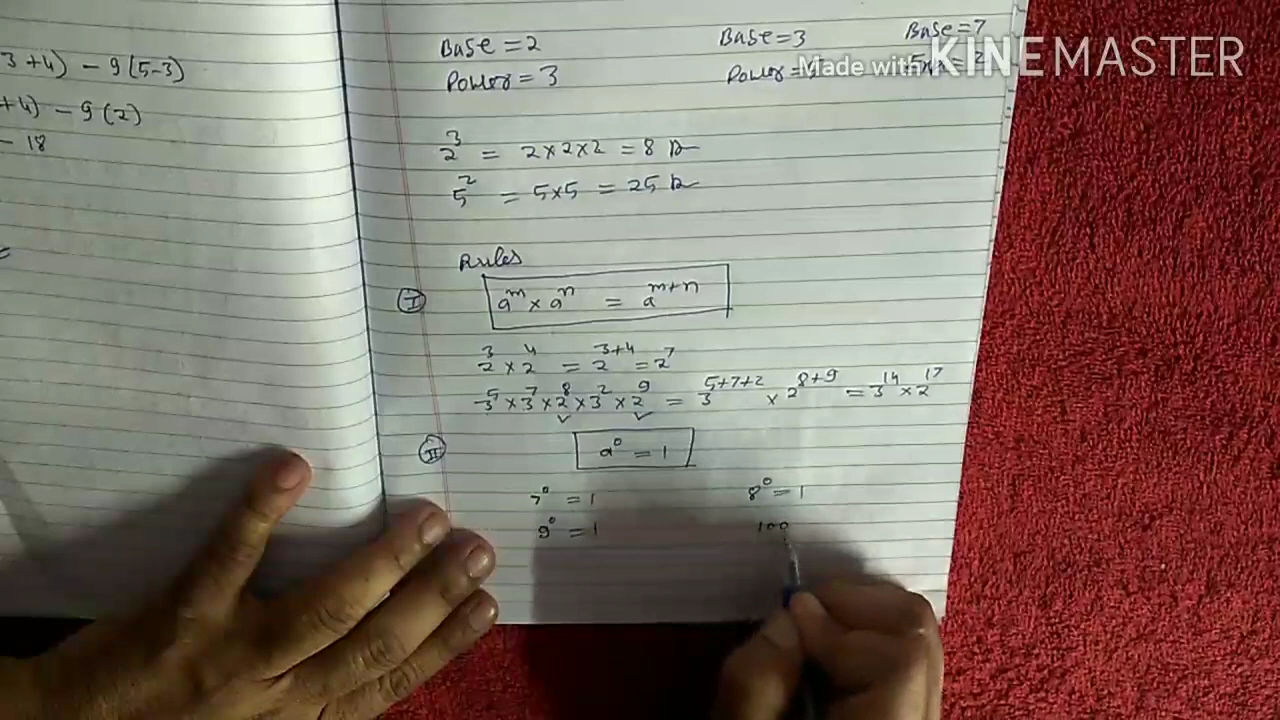 3+4) - 9(5-3)
+4) - 9(2)
- 18
=
Base = 2 Base = 3 Base = 7
Power = 3 Power =
Made with KINEMASTER
2³ = 2×2×2 = 8
5² = 5×5 = 25
Rules
(I) aᵐ × aⁿ = aᵐ⁺ⁿ
2³ × 2⁴ = 2³⁺⁴ = 2⁷
3⁵ × 3⁷ × 2⁸ × 3² × 2⁹ = 3⁵⁺⁷⁺² × 2⁸⁺⁹ = 3¹⁴ × 2¹⁷
(II) a⁰ = 1
7⁰ = 1 8⁰ = 1
9⁰ = 1 100